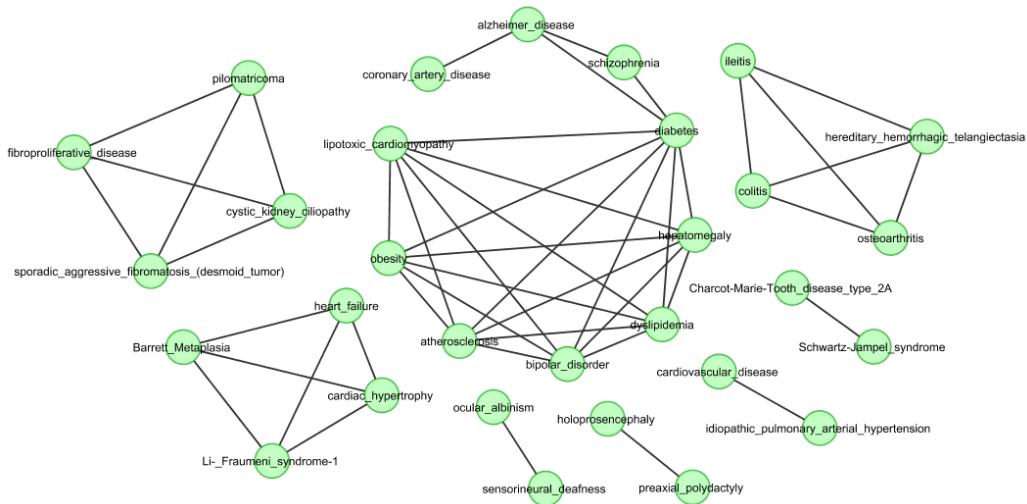 alzheimer_disease
coronary_artery_disease
schizophrenia
ileitis
pilomatricoma
diabetes
lipotoxic_cardiomyopathy
hereditary_hemorrhagic_telangiectasia
fibroproliferative_disease
colitis
cystic_kidney_ciliopathy
hepatomegaly
osteoarthritis
obesity
sporadic_aggressive_fibromatosis_(desmoid_tumor)
Charcot-Marie-Tooth_disease_type_2A
heart_failure
dyslipidemia
atherosclerosis
Barrett_Metaplasia
Schwartz-Jampel_syndrome
bipolar_disorder
cardiovascular_disease
cardiac_hypertrophy
ocular_albinism
holoprosencephaly
idiopathic_pulmonary_arterial_hypertension
Li-_Fraumeni_syndrome-1
sensorineural_deafness
preaxial_polydactyly